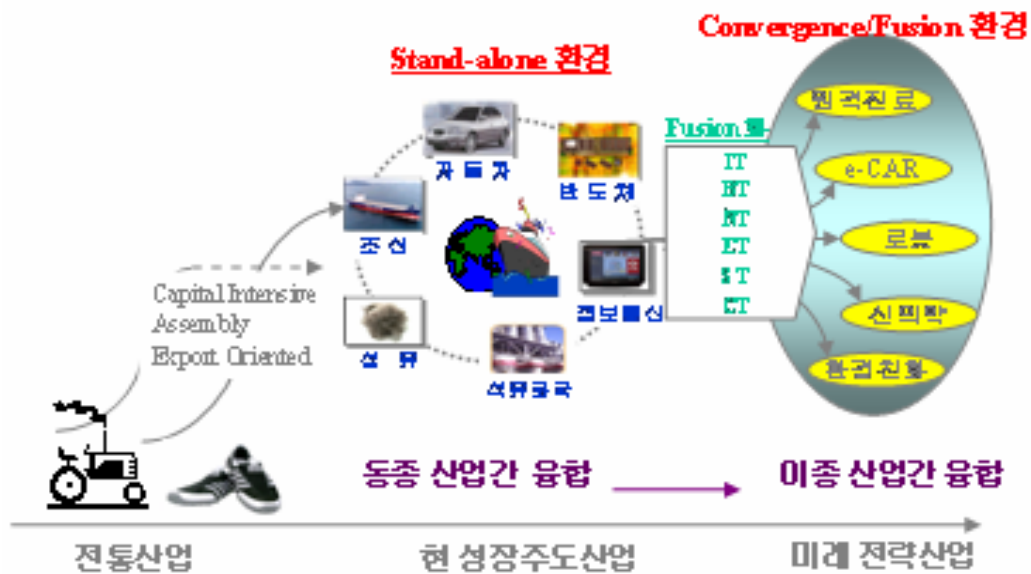 Convergence/Fusion 환경
Stand-alone 환경
원격진료
Fusion
자 동 차
반 도 체
IT
BT
NT
ET
ST
CT
e-CAR
조 선
로봇
Capital Intensive
Assembly
Export Oriented
정보통신
신의약
섬 유
석유화학
환경친화
동종 산업간 융합
이종 산업간 융합
전통산업
현 성장주도산업
미래 전략산업